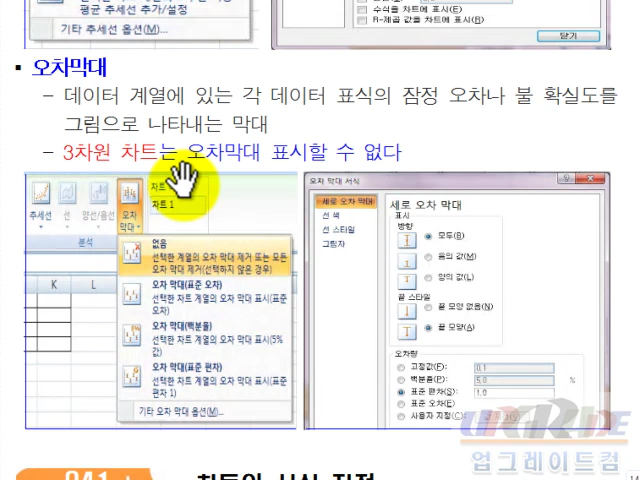 평균 추세선 추가/설정
기타 추세선 옵션(M)...
수식을 차트에 표시(E)
R-제곱 값을 차트에 표시(R)
닫기
▪ 오차막대
– 데이터 계열에 있는 각 데이터 표식의 잠정 오차나 불 확실도를
그림으로 나타내는 막대
– 3차원 차트는 오차막대 표시할 수 없다
추세선 선 양선/음선 오차
막대
분석
차트
차트 1
K L
없음
선택한 계열의 오차 막대 제거 또는 모든
오차 막대 제거(선택하지 않은 경우)
오차 막대(표준 오차)
선택한 차트 계열의 오차 막대 표시(표준
오차)
오차 막대(백분율)
선택한 차트 계열의 오차 막대 표시(5%
값)
오차 막대(표준 편차)
선택한 차트 계열의 오차 막대 표시(표준
편차 1)
기타 오차 막대 옵션(M)...
오차 막대 서식
세로 오차 막대
선 색
선 스타일
그림자
세로 오차 막대
표시
방향
모두(B)
음의 값(M)
양의 값(L)
끝 스타일
끝 모양 없음(N)
끝 모양(A)
오차량
고정값(F): 0.1
백분율(P): 5.0 %
표준 편차(S): 1.0
표준 오차(E)
사용자 지정(C):
UPGRADE
업그레이드컴